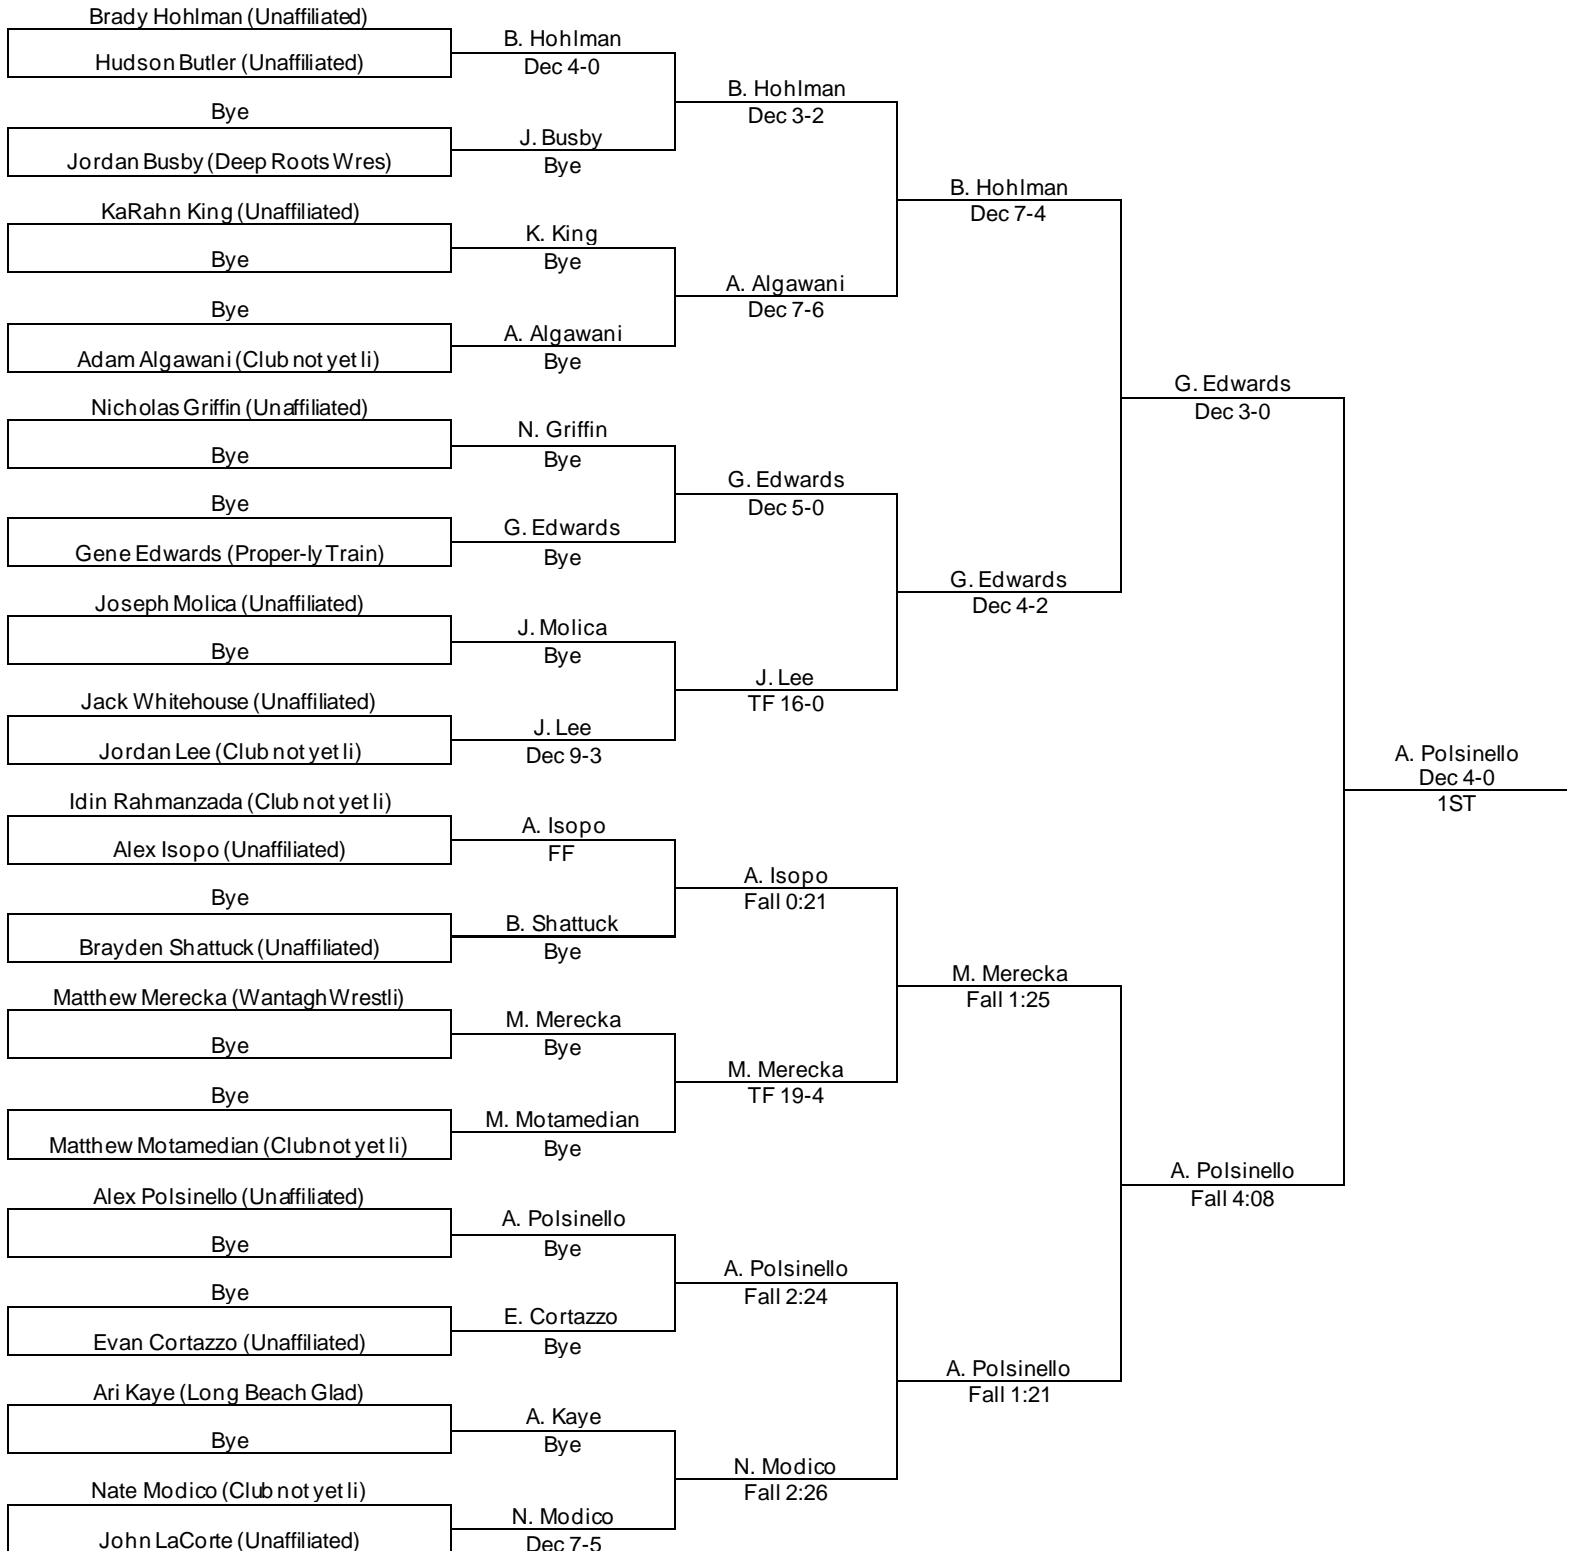 Brady Hohlman (Unaffiliated)
Hudson Butler (Unaffiliated)
Bye
Jordan Busby (Deep Roots Wres)
KaRahn King (Unaffiliated)
Bye
Bye
Adam Algawani (Club not yet li)
Nicholas Griffin (Unaffiliated)
Bye
Bye
Gene Edwards (Proper-ly Train)
Joseph Molica (Unaffiliated)
Bye
Jack Whitehouse (Unaffiliated)
Jordan Lee (Club not yet li)
Idin Rahmanzada (Club not yet li)
Alex Isopo (Unaffiliated)
Bye
Brayden Shattuck (Unaffiliated)
Matthew Merecka (Wantagh Wrestli)
Bye
Bye
Matthew Motamedian (Club not yet li)
Alex Polsinello (Unaffiliated)
Bye
Bye
Evan Cortazzo (Unaffiliated)
Ari Kaye (Long Beach Glad)
Bye
Nate Modico (Club not yet li)
John LaCorte (Unaffiliated)
B. Hohlman
Dec 4-0
J. Busby
Bye
K. King
Bye
A. Algawani
Bye
N. Griffin
Bye
G. Edwards
Bye
J. Molica
Bye
J. Lee
Dec 9-3
A. Isopo
FF
B. Shattuck
Bye
M. Merecka
Bye
M. Motamedian
Bye
A. Polsinello
Bye
E. Cortazzo
Bye
A. Kaye
Bye
N. Modico
Dec 7-5
B. Hohlman
Dec 3-2
A. Algawani
Dec 7-6
G. Edwards
Dec 5-0
J. Lee
TF 16-0
A. Isopo
Fall 0:21
M. Merecka
TF 19-4
A. Polsinello
Fall 2:24
N. Modico
Fall 2:26
B. Hohlman
Dec 7-4
G. Edwards
Dec 4-2
M. Merecka
Fall 1:25
A. Polsinello
Fall 1:21
G. Edwards
Dec 3-0
A. Polsinello
Fall 4:08
A. Polsinello
Dec 4-0
1ST